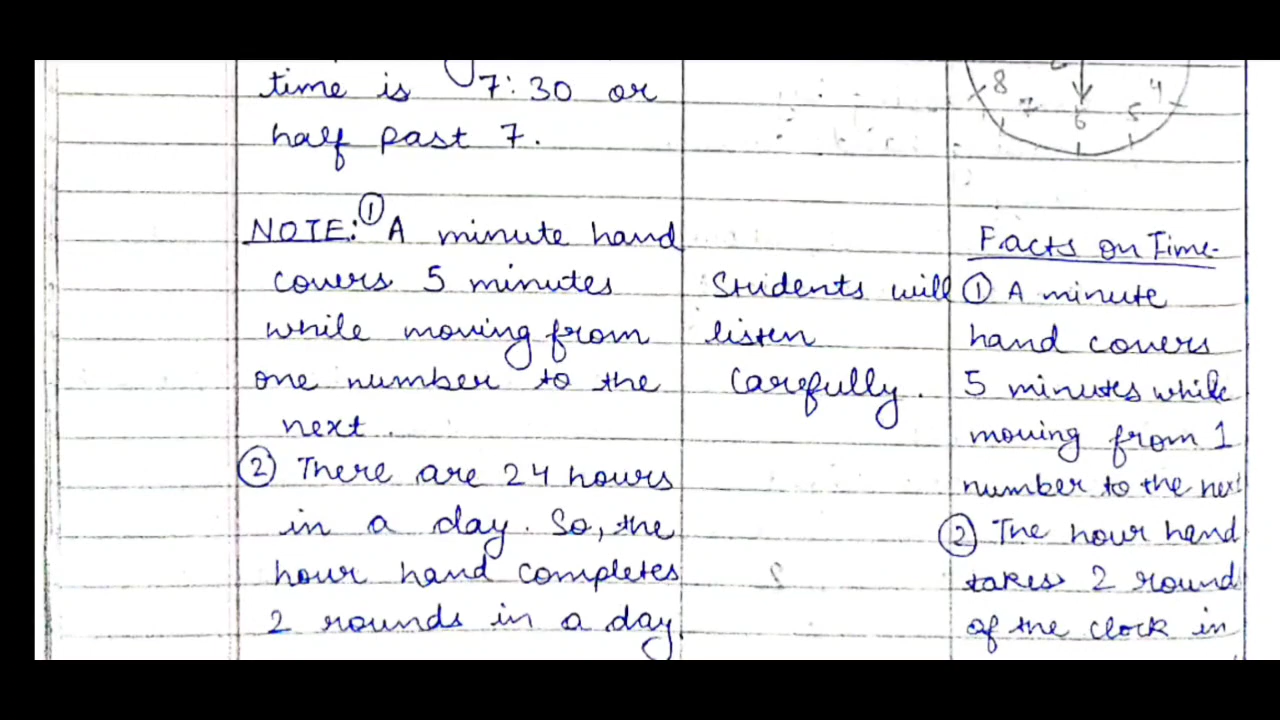 time is 7:30 or
half past 7.
NOTE: ① A minute hand
covers 5 minutes
while moving from
one number to the
next.
② There are 24 hours
in a day. So, the
hour hand completes
2 rounds in a day
Students will
listen
carefully.
8
7
6
5
4
Facts on Time
① A minute
hand covers
5 minutes while
moving from 1
number to the next
② The hour hand
takes 2 round
of the clock in